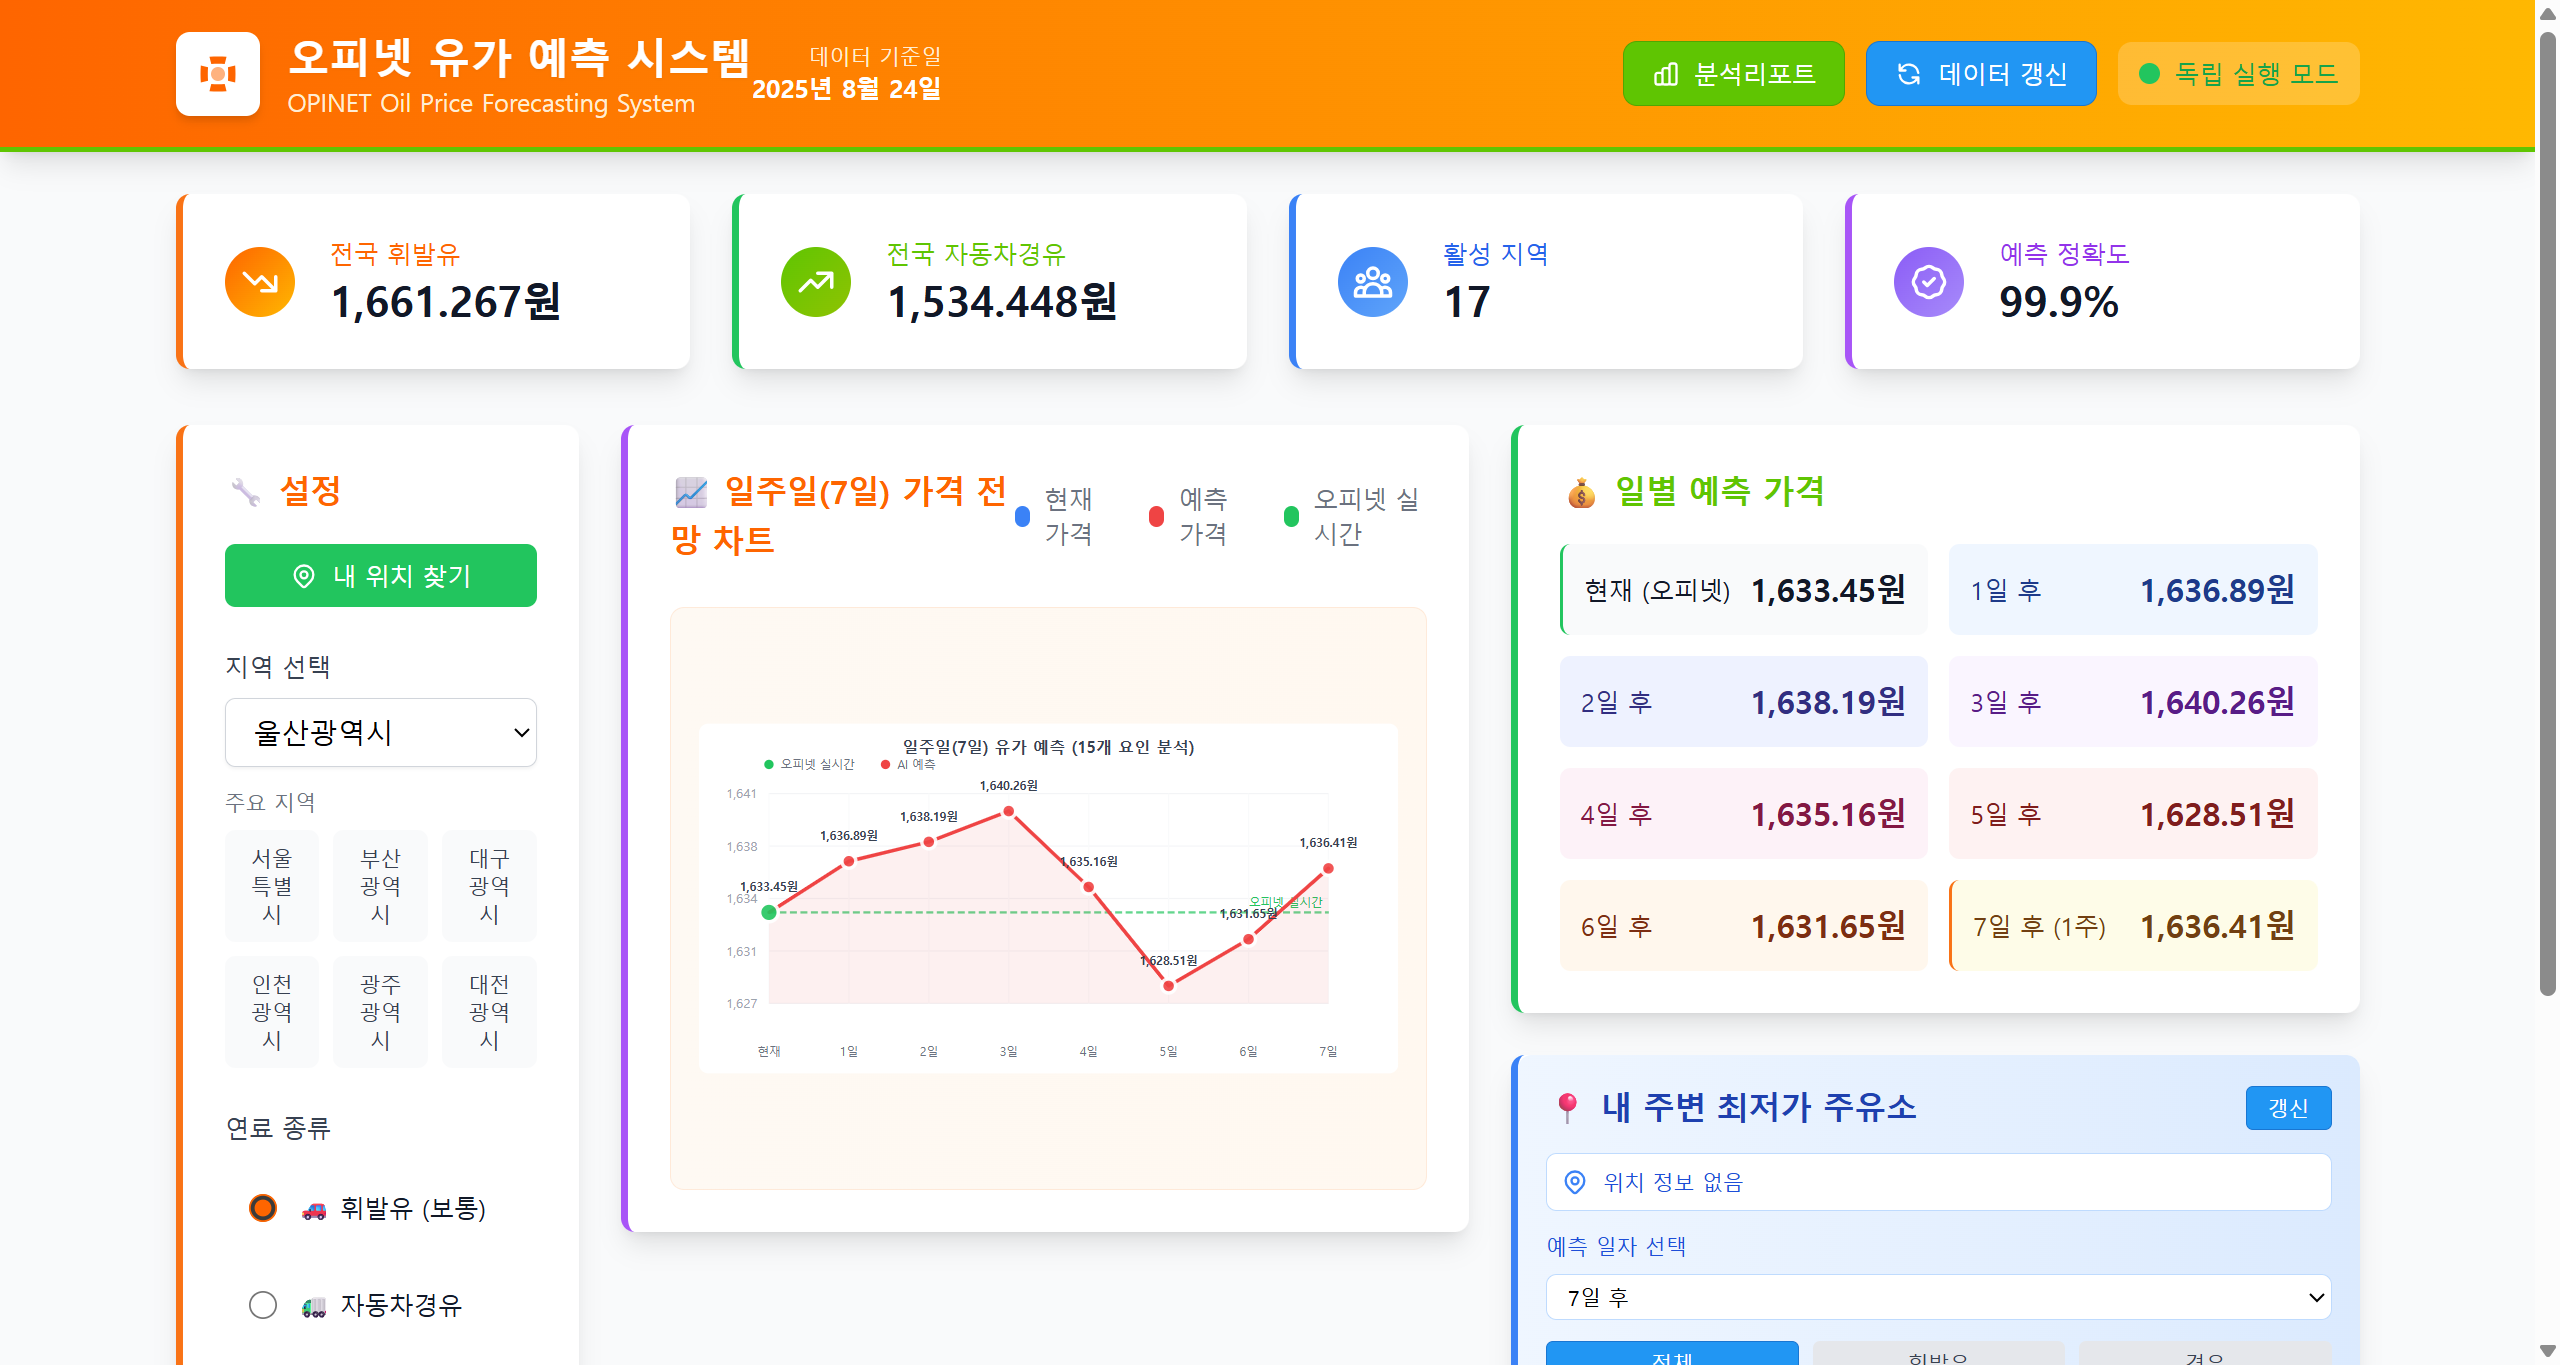 오피넷 유가 예측 시스템
OPINET Oil Price Forecasting System
데이터 기준일
2025년 8월 24일
분석리포트
데이터 갱신
독립 실행 모드
전국 휘발유
1,661.267원
전국 자동차경유
1,534.448원
활성 지역
17
예측 정확도
99.9%
설정
내 위치 찾기
지역 선택
울산광역시
주요 지역
서울
특별
시
부산
광역
시
대구
광역
시
인천
광역
시
광주
광역
시
대전
광역
시
연료 종류
휘발유 (보통)
자동차경유
일주일(7일) 가격 전
망 차트
현재
가격
예측
가격
오피넷 실
시간
일주일(7일) 유가 예측 (15개 요인 분석)
오피넷 실시간
AI 예측
1,641
1,638
1,634
1,631
1,627
1,633.45원
1,636.89원
1,638.19원
1,640.26원
1,635.16원
1,628.51원
1,631.65원
1,636.41원
오피넷 실시간
현재
1일
2일
3일
4일
5일
6일
7일
일별 예측 가격
현재 (오피넷) 1,633.45원
1일 후 1,636.89원
2일 후 1,638.19원
3일 후 1,640.26원
4일 후 1,635.16원
5일 후 1,628.51원
6일 후 1,631.65원
7일 후 (1주) 1,636.41원
내 주변 최저가 주유소
갱신
위치 정보 없음
예측 일자 선택
7일 후
전체
휘발유
경유